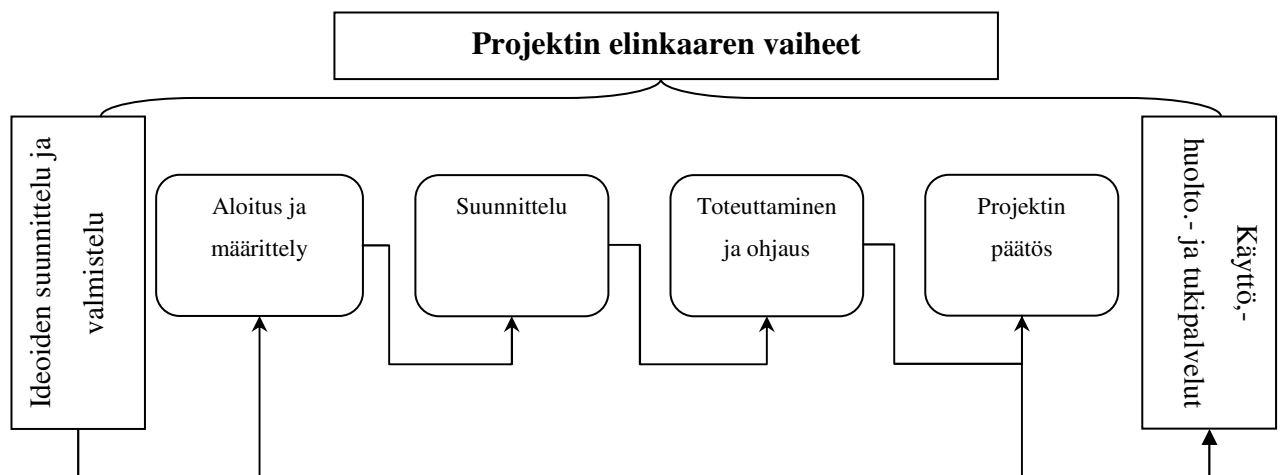 Projektin elinkaaren vaiheet
Ideoiden suunnittelu ja
valmistelu
Aloitus ja
määrittely
Suunnittelu
Toteuttaminen
ja ohjaus
Projektin
päätös
Käyttö,-
huolto.- ja tukipalvelut